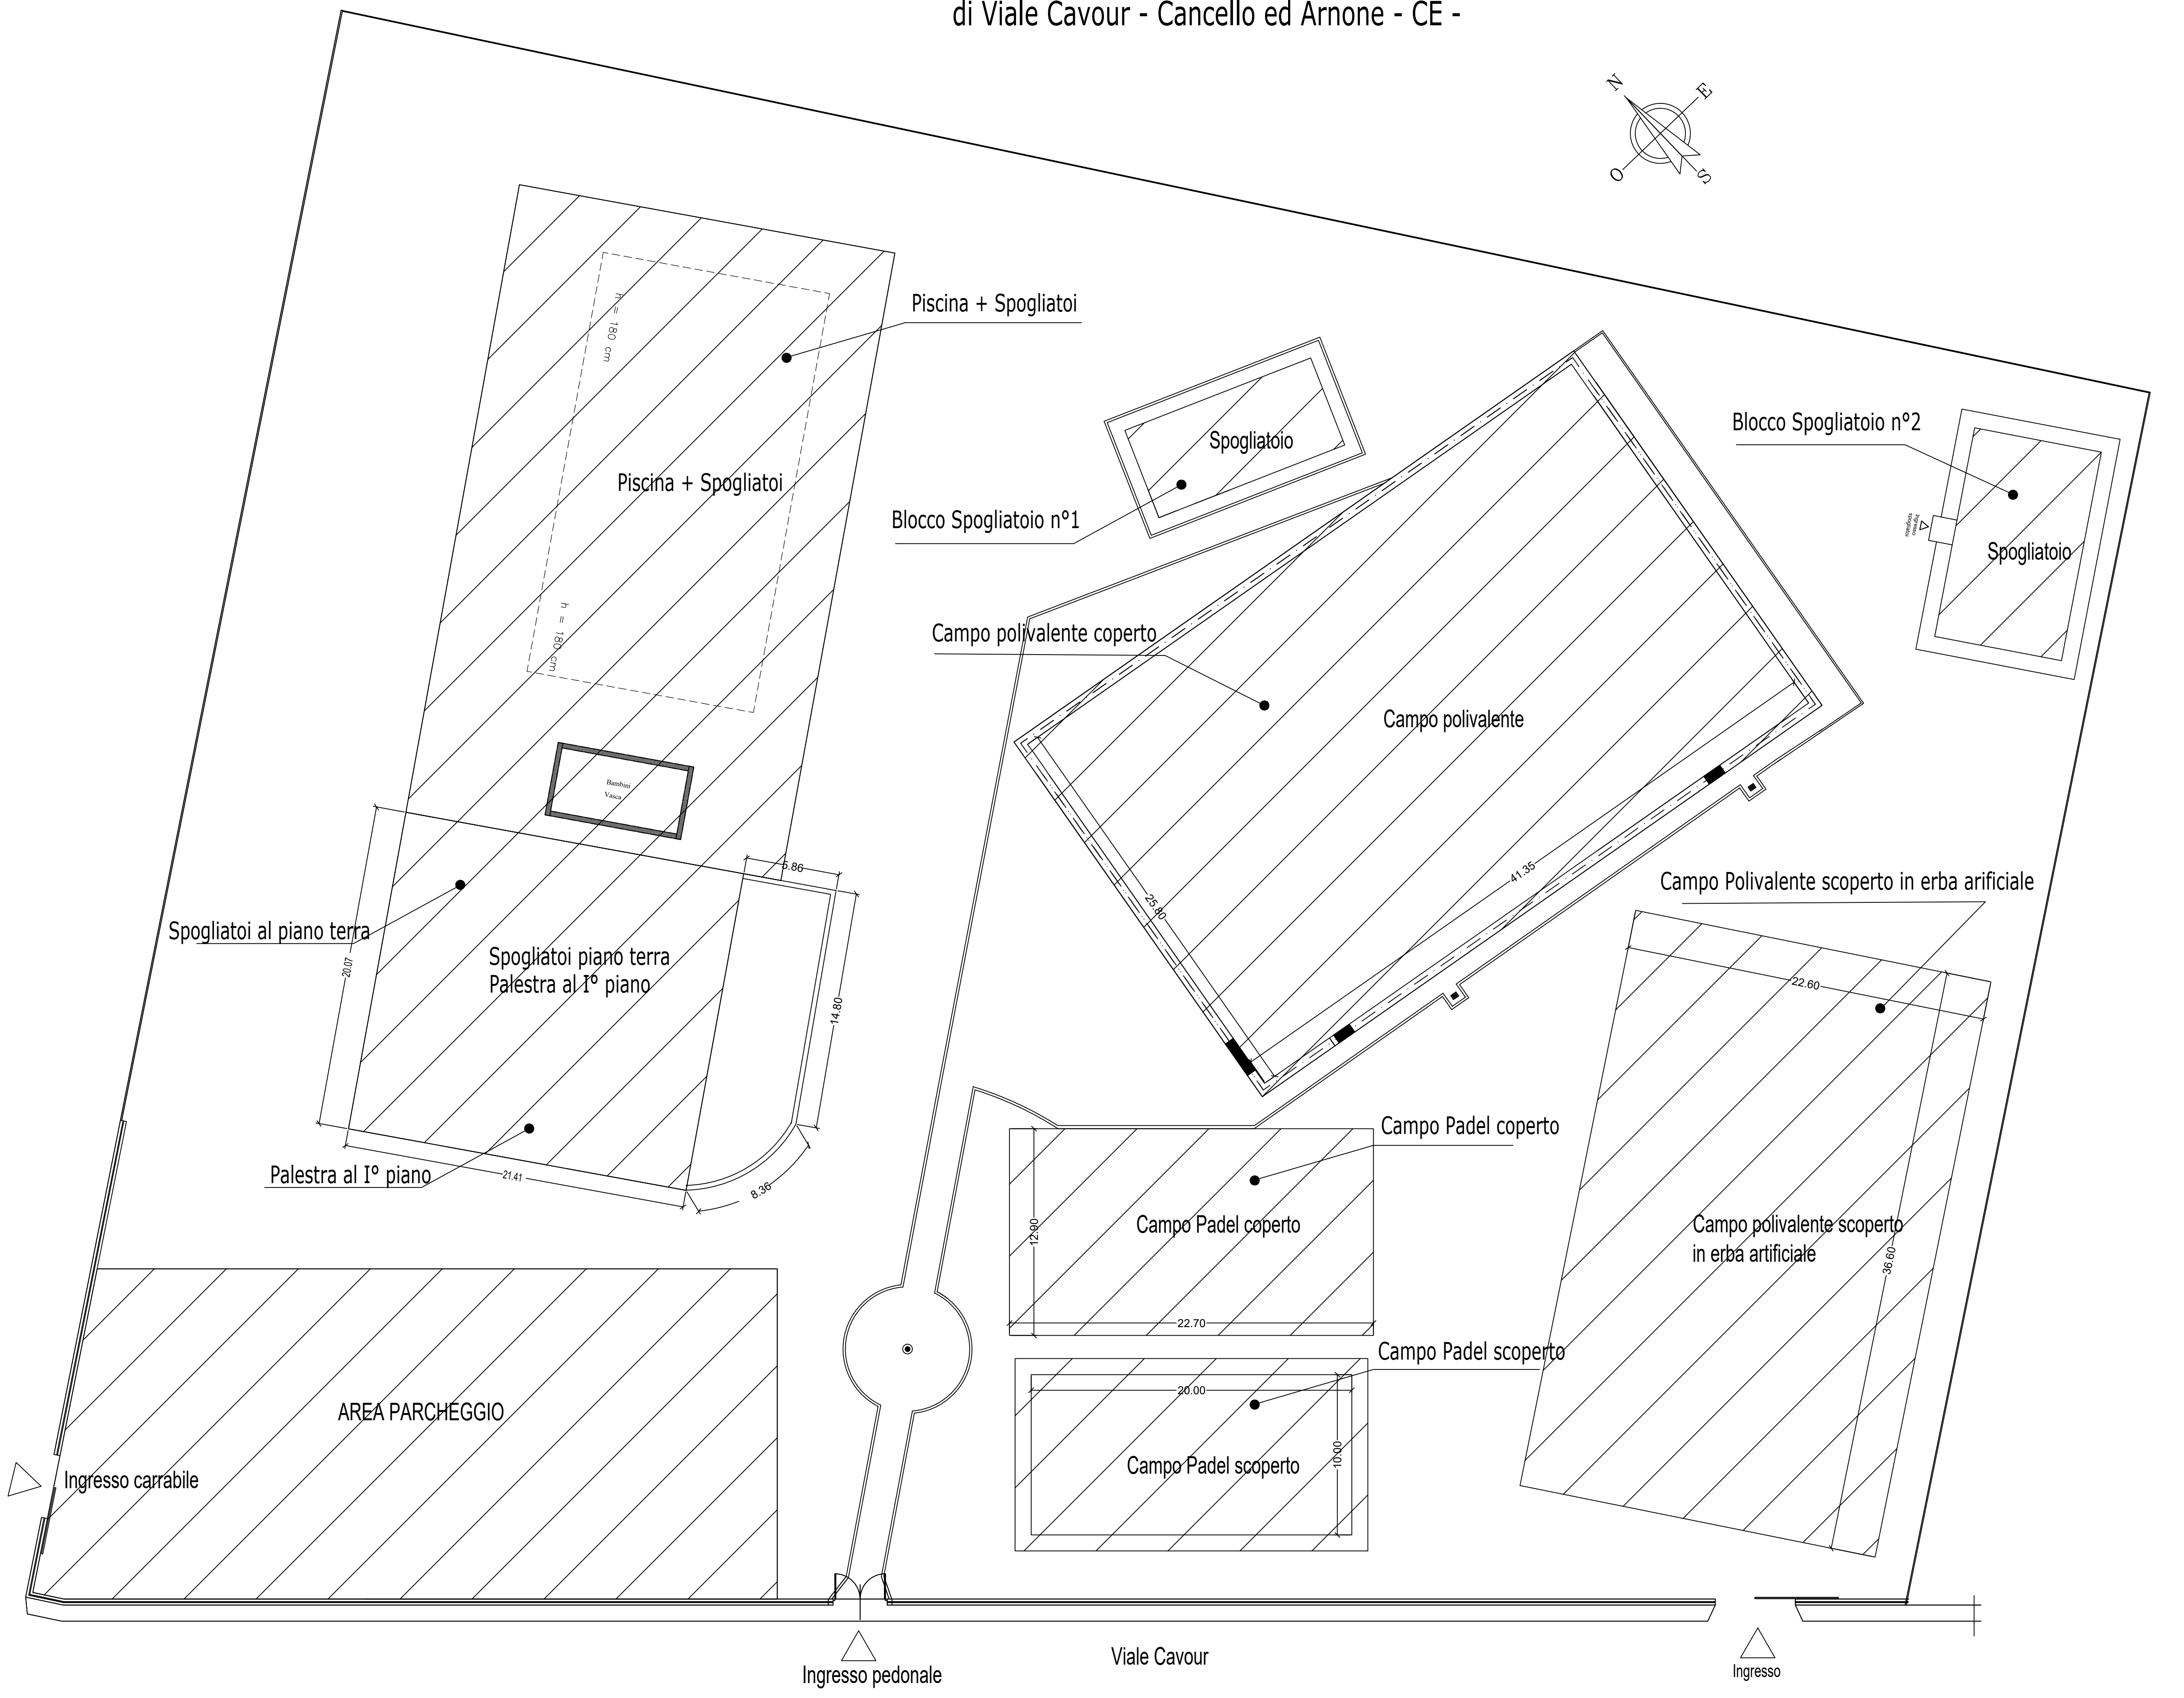 di Viale Cavour - Cancello ed Arnone - CE -
N
E
O
S
h = 180 cm
Piscina + Spogliatoi
Piscina + Spogliatoi
h = 180 cm
Bambini
Vasca
Spogliatoio
Blocco Spogliatoio n°1
Blocco Spogliatoio n°2
Ingresso
spogliatoio
Spogliatoio
Campo polivalente coperto
Campo polivalente
25.80
41.35
5.86
Spogliatoi al piano terra
20.07
Spogliatoi piano terra
Palestra al I° piano
14.80
Palestra al I° piano
21.41
8.36
Campo Polivalente scoperto in erba arificiale
22.60
Campo polivalente scoperto
in erba artificiale
36.60
Campo Padel coperto
12.90
Campo Padel coperto
22.70
Campo Padel scoperto
20.00
10.00
Campo Padel scoperto
AREA PARCHEGGIO
Ingresso carrabile
Ingresso pedonale
Viale Cavour
Ingresso